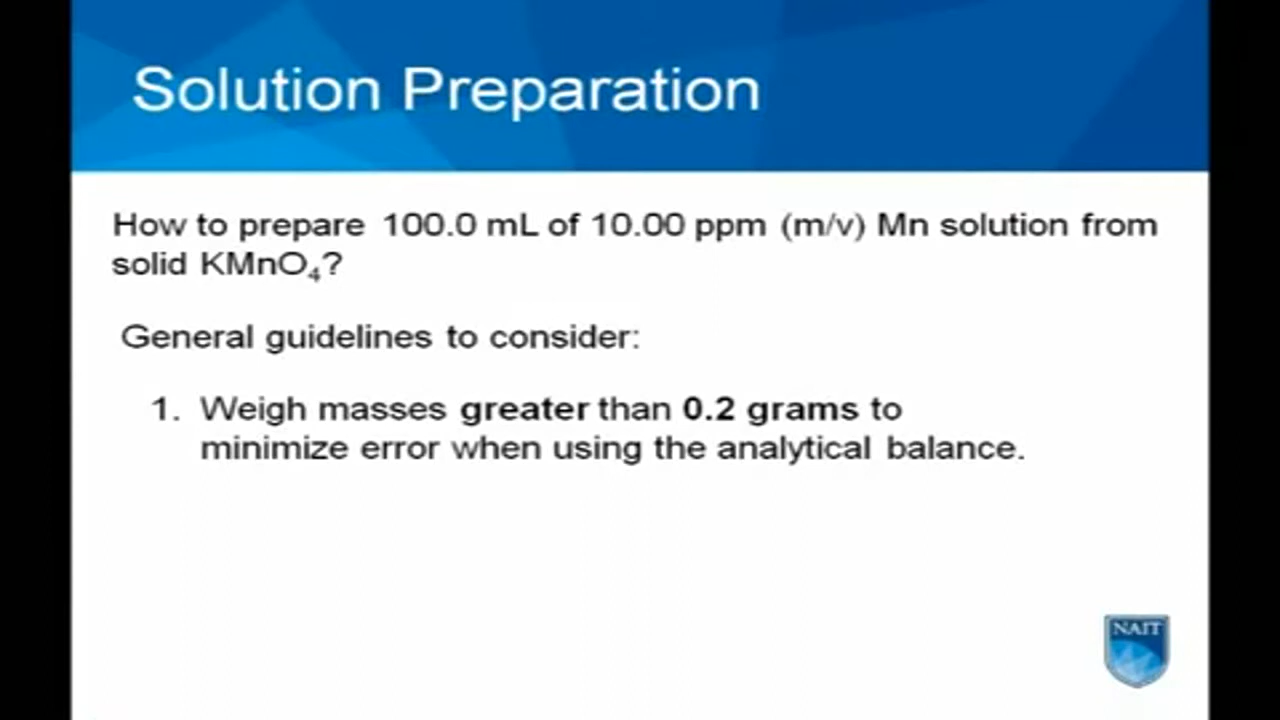 Solution Preparation
How to prepare 100.0 mL of 10.00 ppm (m/v) Mn solution from
solid KMnO₄?
General guidelines to consider:
1. Weigh masses greater than 0.2 grams to
minimize error when using the analytical balance.
NAIT